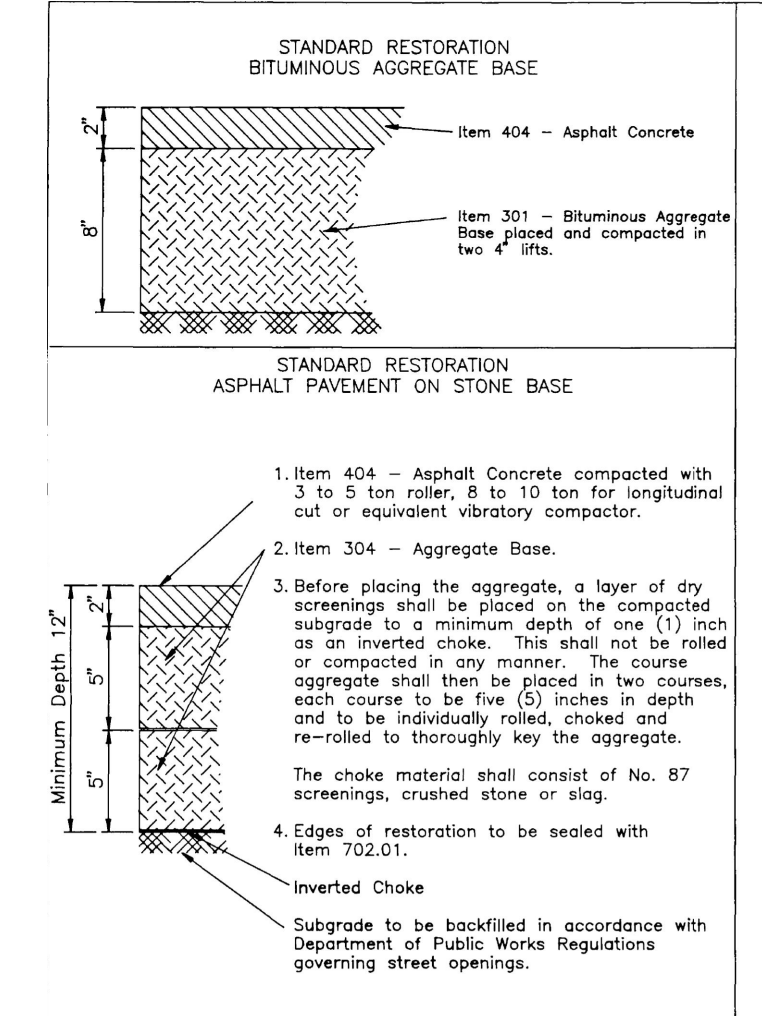 STANDARD RESTORATION
BITUMINOUS AGGREGATE BASE
2"
Item 404 – Asphalt Concrete
8"
Item 301 – Bituminous Aggregate
Base placed and compacted in
two 4" lifts.
STANDARD RESTORATION
ASPHALT PAVEMENT ON STONE BASE
1. Item 404 – Asphalt Concrete compacted with
3 to 5 ton roller, 8 to 10 ton for longitudinal
cut or equivalent vibratory compactor.
2. Item 304 – Aggregate Base.
3. Before placing the aggregate, a layer of dry
screenings shall be placed on the compacted
subgrade to a minimum depth of one (1) inch
as an inverted choke. This shall not be rolled
or compacted in any manner. The course
aggregate shall then be placed in two courses,
each course to be five (5) inches in depth
and to be individually rolled, choked and
re-rolled to thoroughly key the aggregate.
The choke material shall consist of No. 87
screenings, crushed stone or slag.
4. Edges of restoration to be sealed with
Item 702.01.
Inverted Choke
Subgrade to be backfilled in accordance with
Department of Public Works Regulations
governing street openings.
Minimum Depth 12"
2"
5"
5"